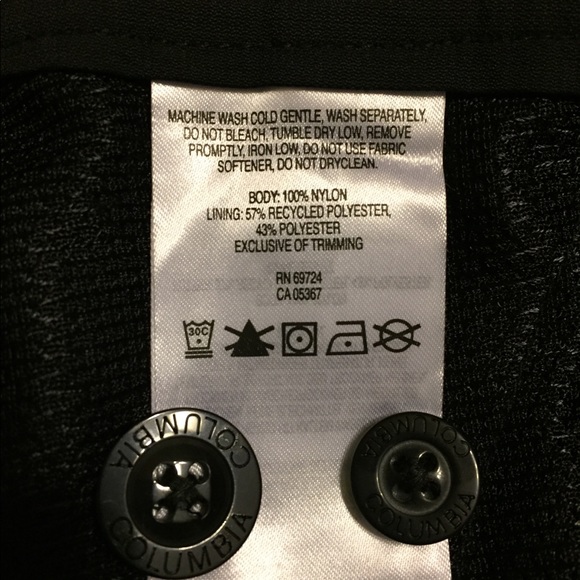 MACHINE WASH COLD GENTLE, WASH SEPARATELY,
DO NOT BLEACH, TUMBLE DRY LOW, REMOVE
PROMPTLY, IRON LOW, DO NOT USE FABRIC
SOFTENER, DO NOT DRYCLEAN.
BODY: 100% NYLON
LINING: 57% RECYCLED POLYESTER,
43% POLYESTER
EXCLUSIVE OF TRIMMING
RN 69724
CA 05367
30C
COLUMBIA
COLUMBIA
COLUMBIA
COLUMBIA